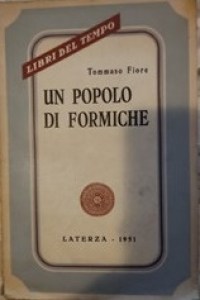 LIBRI DEL TEMPO
Tommaso Fiore
UN POPOLO
DI FORMICHE
LATERZA - 1951